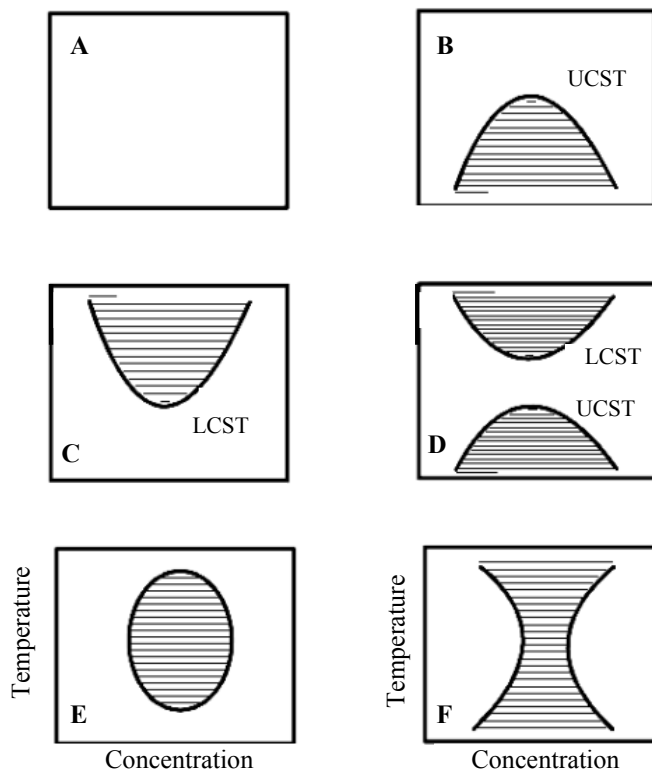 A
B
UCST
C
LCST
D
LCST
UCST
E
Temperature
Concentration
F
Temperature
Concentration